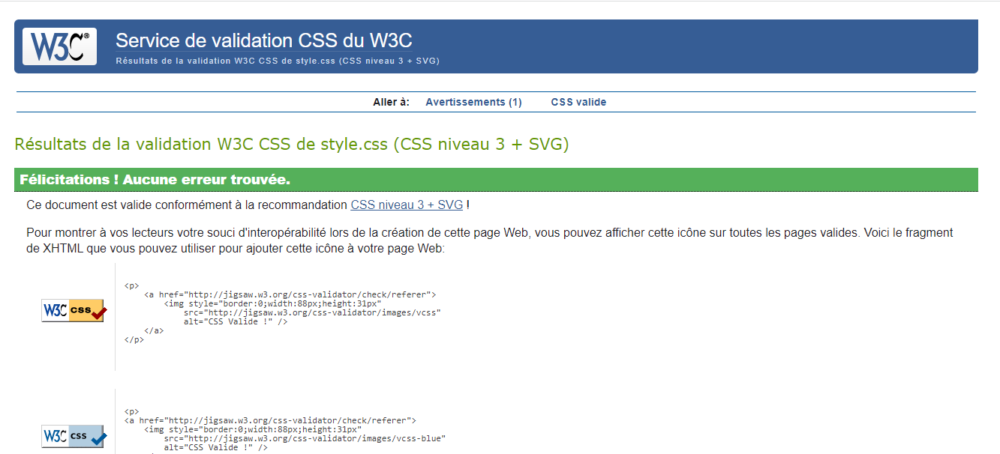 W3C®
Service de validation CSS du W3C
Résultats de la validation W3C CSS de style.css (CSS niveau 3 + SVG)
Aller à: Avertissements (1) CSS valide
Résultats de la validation W3C CSS de style.css (CSS niveau 3 + SVG)
Félicitations ! Aucune erreur trouvée.
Ce document est valide conformément à la recommandation CSS niveau 3 + SVG !
Pour montrer à vos lecteurs votre souci d'interopérabilité lors de la création de cette page Web, vous pouvez afficher cette icône sur toutes les pages valides. Voici le fragment
de XHTML que vous pouvez utiliser pour ajouter cette icône à votre page Web:
<p>
<a href="http://jigsaw.w3.org/css-validator/check/referer">
<img style="border:0;width:88px;height:31px"
W3C css
src="http://jigsaw.w3.org/css-validator/images/vcss"
alt="CSS Valide !" />
</a>
</p>
<p>
<a href="http://jigsaw.w3.org/css-validator/check/referer">
<img style="border:0;width:88px;height:31px"
W3C css
src="http://jigsaw.w3.org/css-validator/images/vcss-blue"
alt="CSS Valide !" />